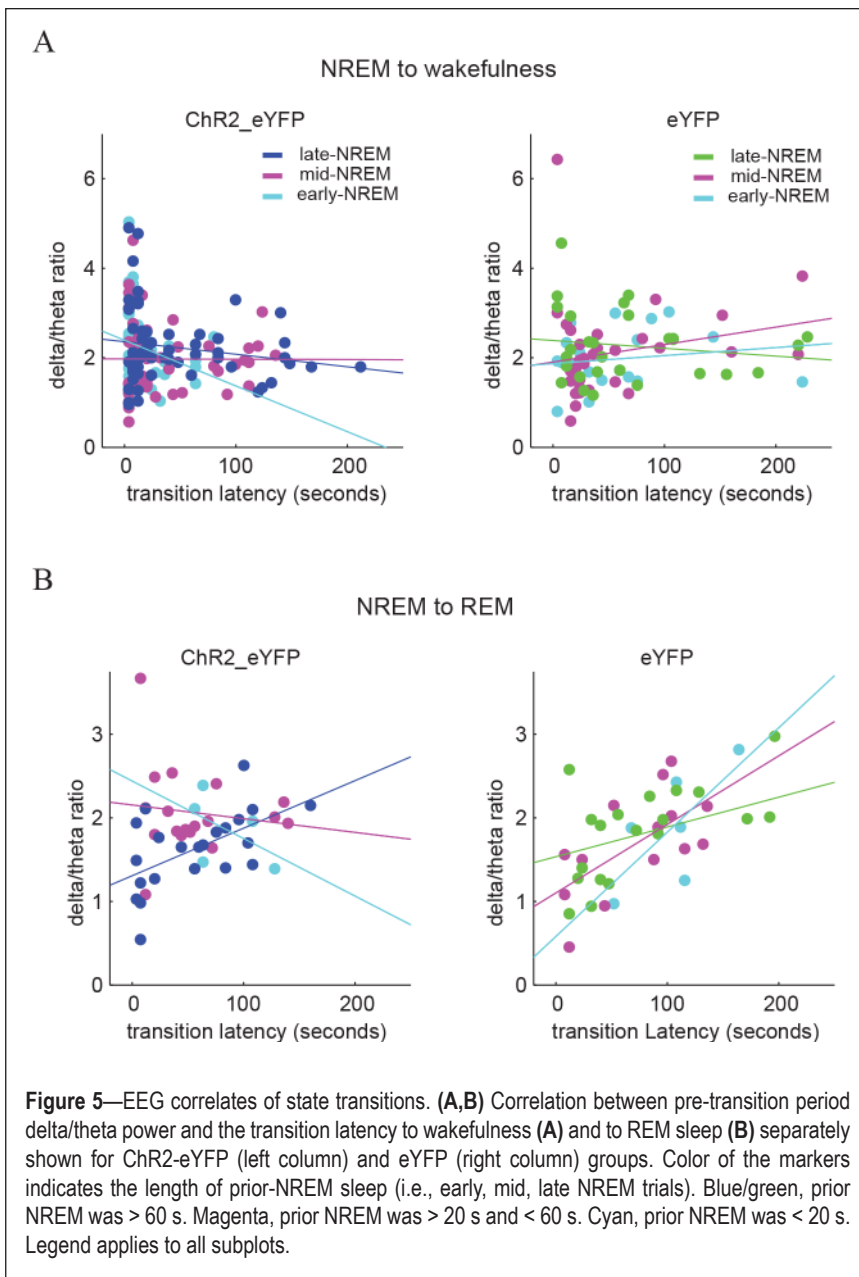 A
NREM to wakefulness
ChR2_eYFP
late-NREM
mid-NREM
early-NREM
6
4
2
0
delta/theta ratio
0 100 200
transition latency (seconds)
eYFP
late-NREM
mid-NREM
early-NREM
6
4
2
0
delta/theta ratio
0 100 200
transition latency (seconds)
B
NREM to REM
ChR2_eYFP
3
2
1
0
delta/theta ratio
0 100 200
transition latency (seconds)
eYFP
3
2
1
0
delta/theta ratio
0 100 200
transition Latency (seconds)
Figure 5—EEG correlates of state transitions. (A,B) Correlation between pre-transition period
delta/theta power and the transition latency to wakefulness (A) and to REM sleep (B) separately
shown for ChR2-eYFP (left column) and eYFP (right column) groups. Color of the markers
indicates the length of prior-NREM sleep (i.e., early, mid, late NREM trials). Blue/green, prior
NREM was > 60 s. Magenta, prior NREM was > 20 s and < 60 s. Cyan, prior NREM was < 20 s.
Legend applies to all subplots.